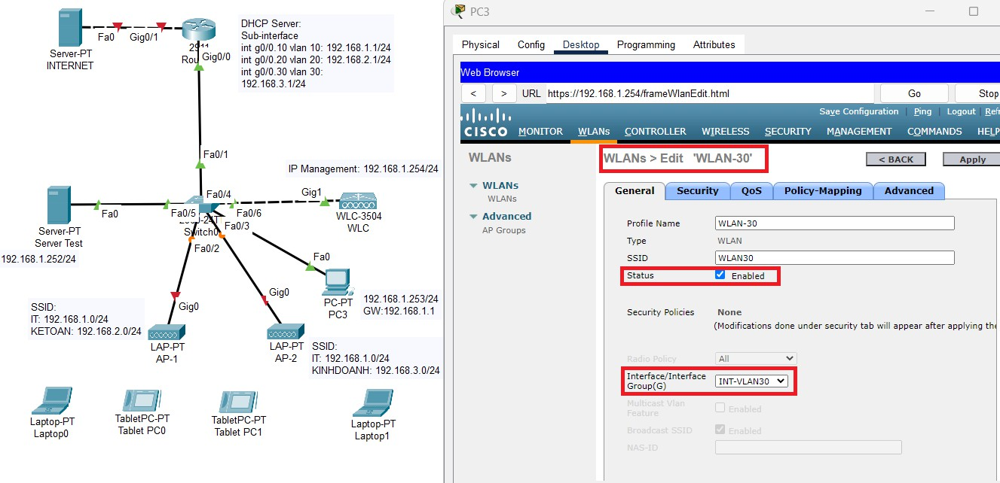 DHCP Server:
Sub-interface
int g0/0.10 vlan 10: 192.168.1.1/24
int g0/0.20 vlan 20: 192.168.2.1/24
int g0/0.30 vlan 30:
192.168.3.1/24
Fa0
Gig0/1
Server-PT
INTERNET
2911
Gig0/0
Fa0/1
IP Management: 192.168.1.254/24
Fa0/4
Gig1
Fa0
Fa0/5
Fa0/6
WLC-3504
WLC
Fa0/3
Switch0
Server-PT
Server Test
Fa0/2
192.168.1.252/24
Fa0
Gig0
PC-PT
PC3
192.168.1.253/24
GW:192.168.1.1
SSID:
IT: 192.168.1.0/24
KETOAN: 192.168.2.0/24
Gig0
LAP-PT
AP-1
LAP-PT
AP-2
SSID:
IT: 192.168.1.0/24
KINHDOANH: 192.168.3.0/24
Laptop-PT
Laptop0
TabletPC-PT
Tablet PC0
TabletPC-PT
Tablet PC1
Laptop-PT
Laptop1
PC3
Physical Config Desktop Programming Attributes
Web Browser
< > URL https://192.168.1.254/frameWlanEdit.html Go Stop
Save Configuration | Ping | Logout | Refr
CISCO MONITOR WLANs CONTROLLER WIRELESS SECURITY MANAGEMENT COMMANDS HELP
WLANs
WLANs > Edit 'WLAN-30'
< BACK Apply
WLANs
WLANs
Advanced
AP Groups
General Security QoS Policy-Mapping Advanced
Profile Name WLAN-30
Type WLAN
SSID WLAN30
Status Enabled
Security Policies None
(Modifications done under security tab will appear after applying the
Radio Policy All
Interface/Interface
Group(G) INT-VLAN30
Multicast Vlan
Feature Enabled
Broadcast SSID Enabled
NAS-ID